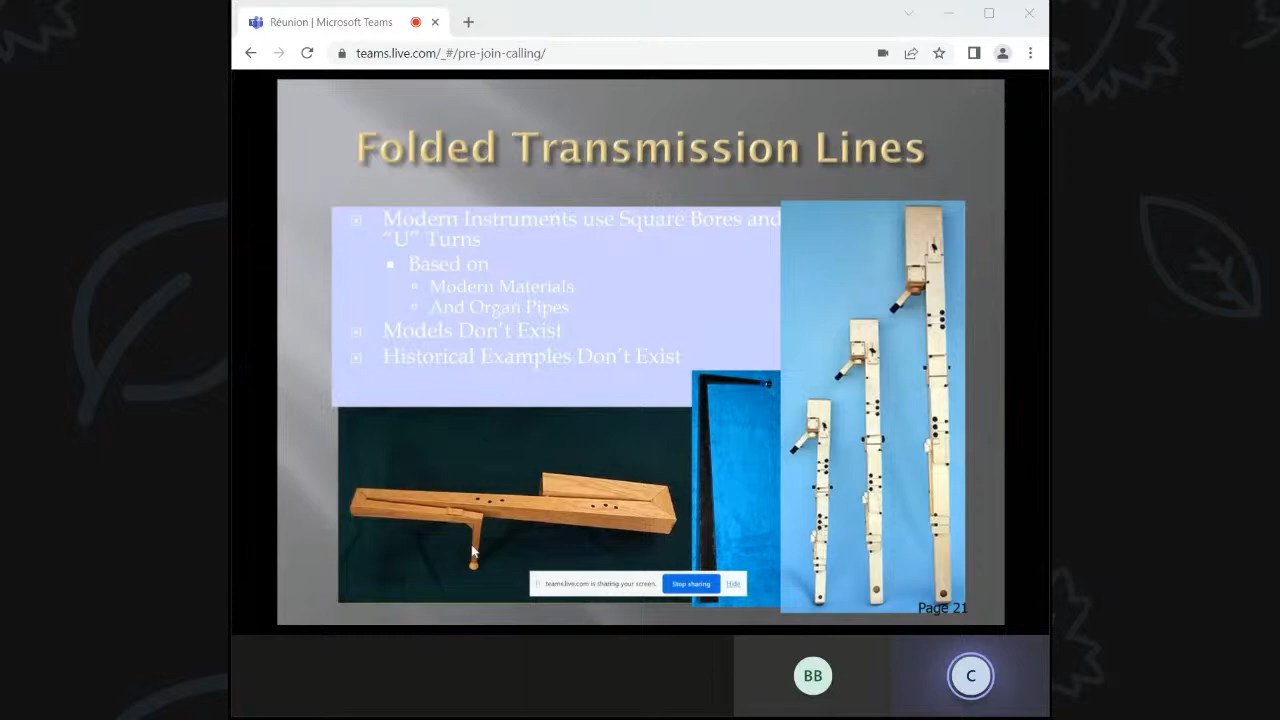 Réunion | Microsoft Teams
teams.live.com/_#/pre-join-calling/
Folded Transmission Lines
Modern Instruments use Square Bores and
“U” Turns
Based on
Modern Materials
And Organ Pipes
Models Don’t Exist
Historical Examples Don’t Exist
teams.live.com is sharing your screen.
Stop sharing
Hide
Page 21
BB
C